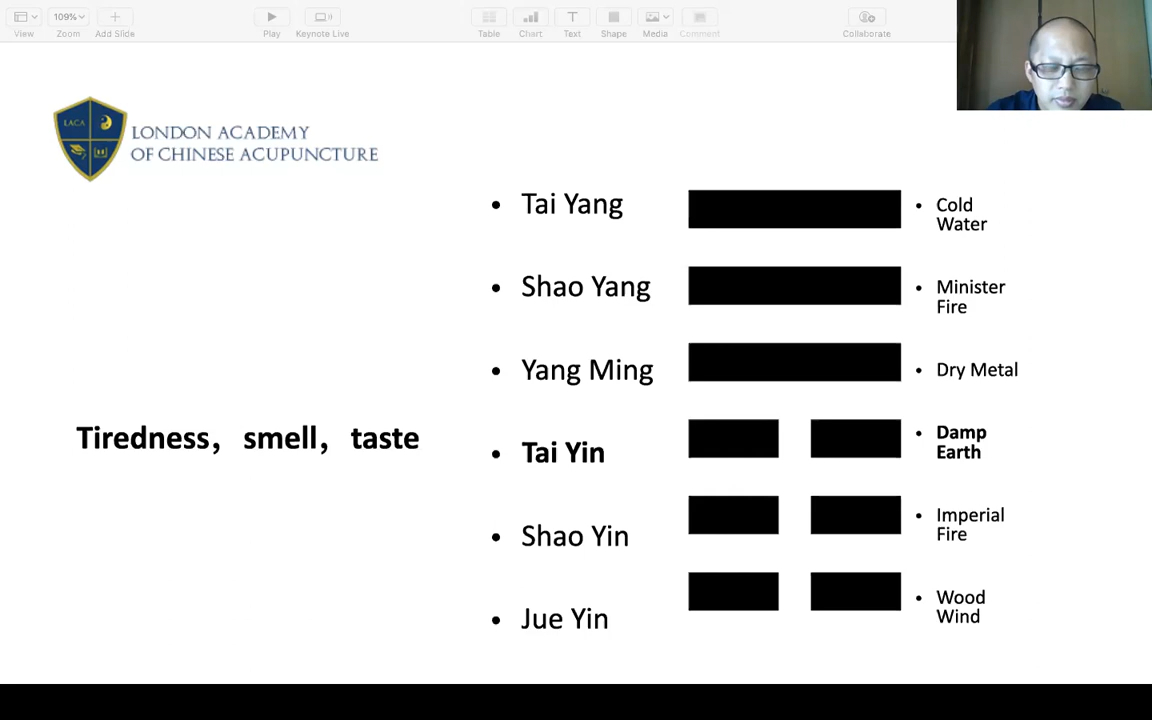 109%
View
Zoom
Add Slide
Play
Keynote Live
Table
Chart
Text
Shape
Media
Comment
Collaborate
T
LACA
LONDON ACADEMY
OF CHINESE ACUPUNCTURE
• Tai Yang
• Cold
Water
• Shao Yang
• Minister
Fire
• Yang Ming
• Dry Metal
Tiredness， smell， taste
• Tai Yin
• Damp
Earth
• Shao Yin
• Imperial
Fire
• Jue Yin
• Wood
Wind